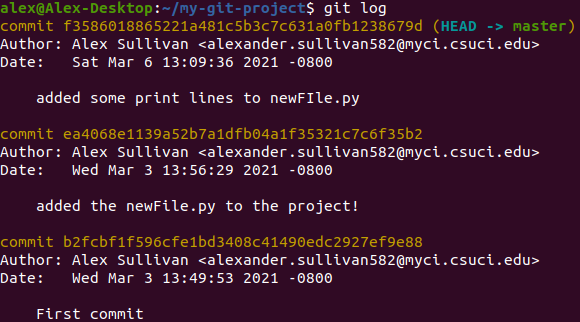 alex@Alex-Desktop:~/my-git-project$ git log
commit f3586018865221a481c5b3c7c631a0fb1238679d (HEAD -> master)
Author: Alex Sullivan <alexander.sullivan582@myci.csuci.edu>
Date:   Sat Mar 6 13:09:36 2021 -0800
    added some print lines to newFIle.py
commit ea4068e1139a52b7a1dfb04a1f35321c7c6f35b2
Author: Alex Sullivan <alexander.sullivan582@myci.csuci.edu>
Date:   Wed Mar 3 13:56:29 2021 -0800
    added the newFile.py to the project!
commit b2fcbf1f596cfe1bd3408c41490edc2927ef9e88
Author: Alex Sullivan <alexander.sullivan582@myci.csuci.edu>
Date:   Wed Mar 3 13:49:53 2021 -0800
    First commit